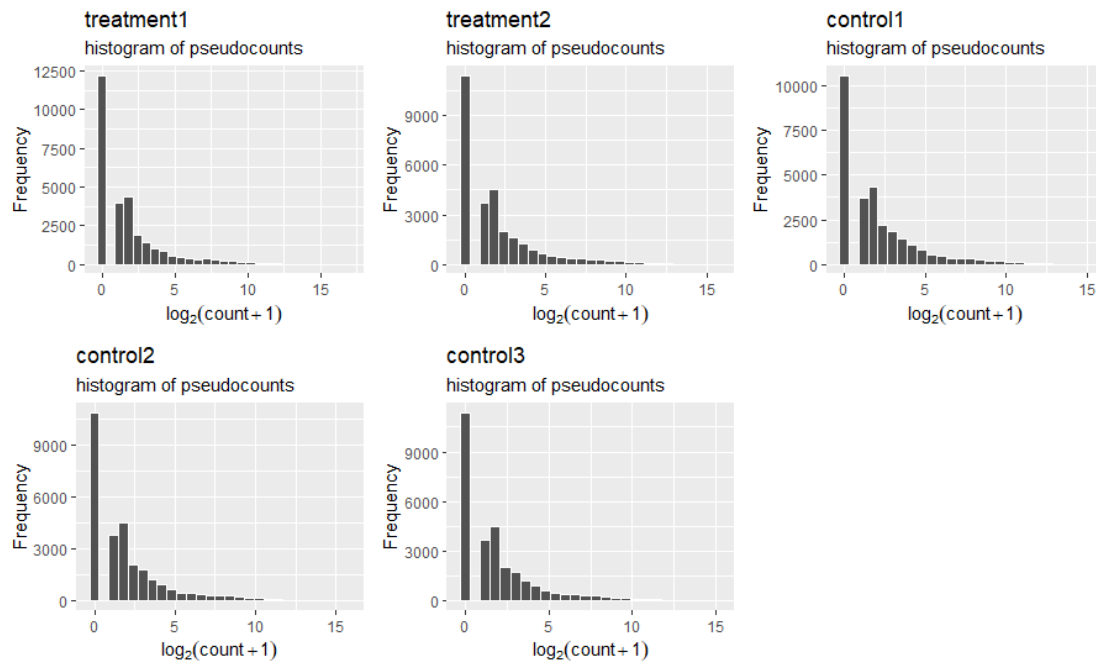 treatment1
histogram of pseudocounts
12500
10000
7500
5000
2500
0
Frequency
0 5 10 15
log2(count+1)
treatment2
histogram of pseudocounts
9000
6000
3000
0
Frequency
0 5 10 15
log2(count+1)
control1
histogram of pseudocounts
10000
7500
5000
2500
0
Frequency
0 5 10 15
log2(count+1)
control2
histogram of pseudocounts
9000
6000
3000
0
Frequency
0 5 10 15
log2(count+1)
control3
histogram of pseudocounts
9000
6000
3000
0
Frequency
0 5 10 15
log2(count+1)